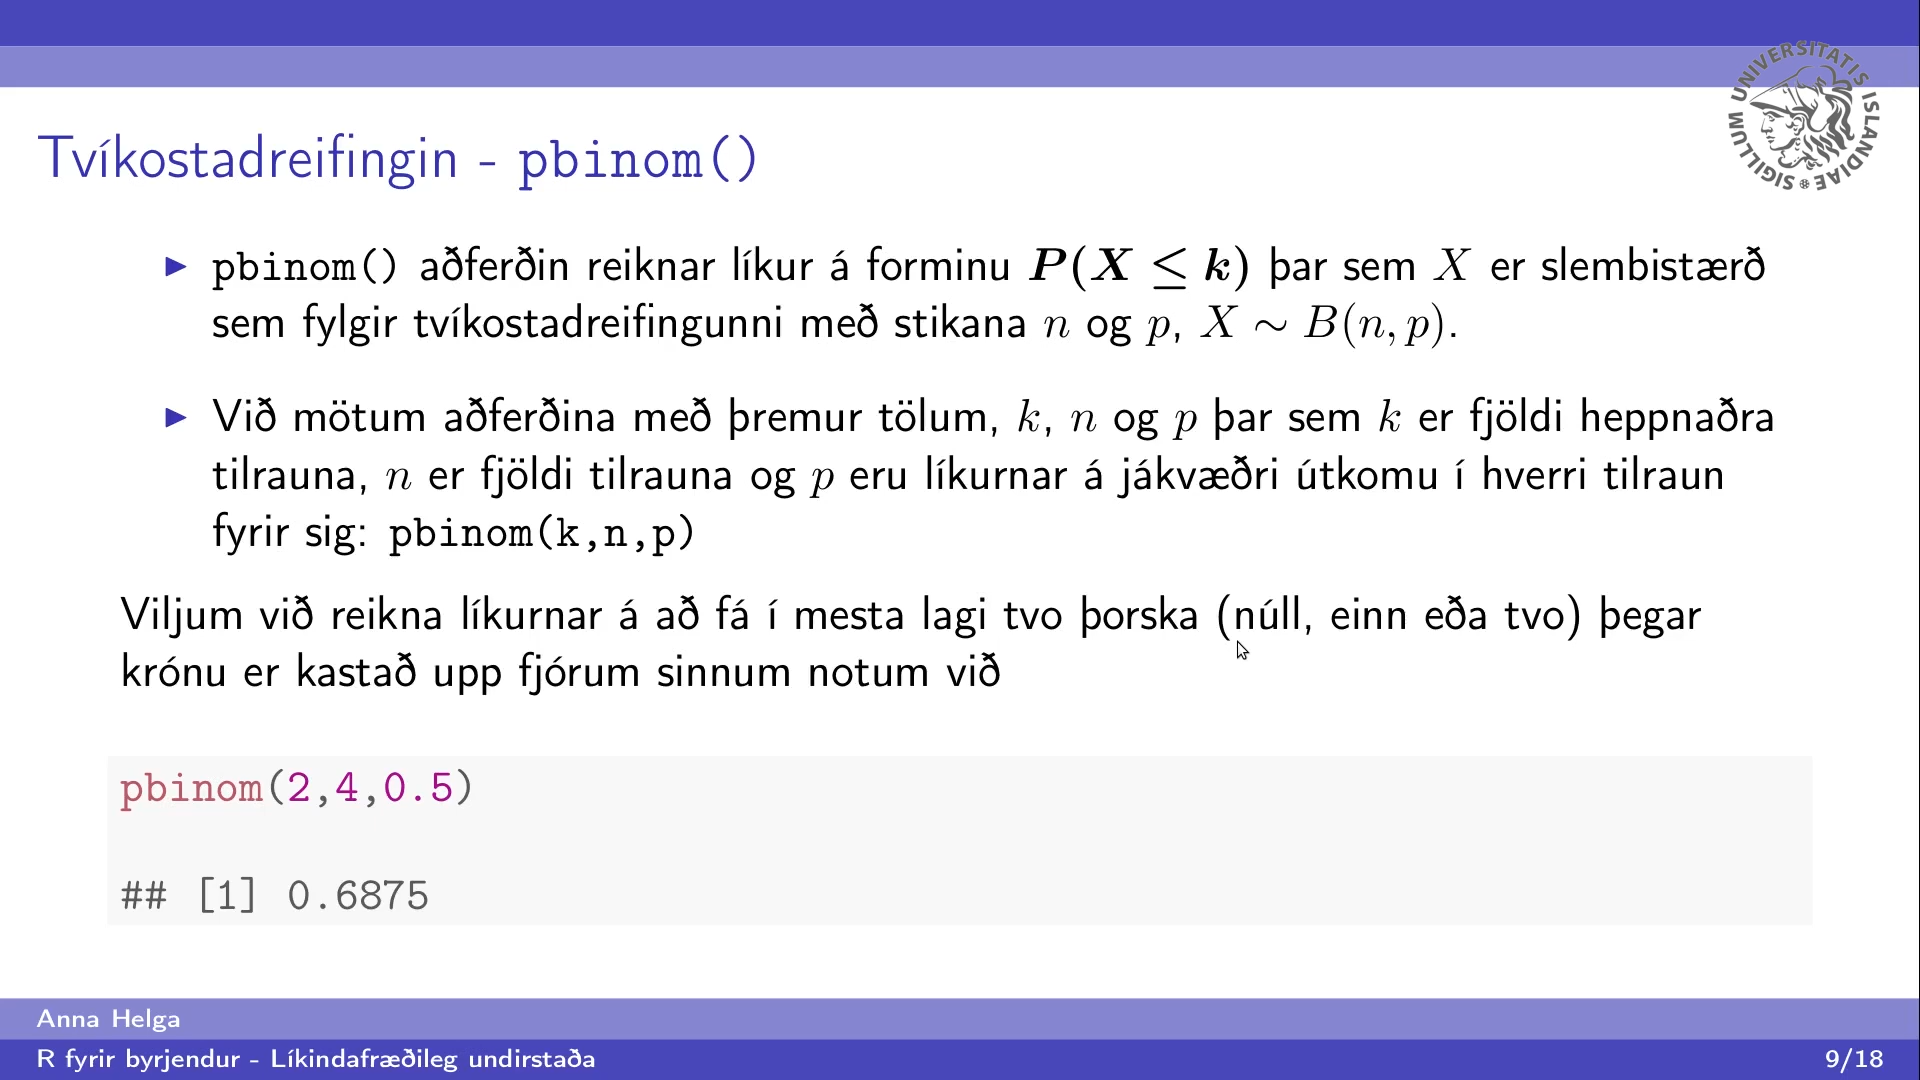 SIGILLUM UNIVERSITATIS ISLANDIAE
Tvíkostadreifingin - pbinom()
▶ pbinom() aðferðin reiknar líkur á forminu P(X ≤ k) þar sem X er slembistærð
sem fylgir tvíkostadreifingunni með stikana n og p, X ∼ B(n, p).
▶ Við mötum aðferðina með þremur tölum, k, n og p þar sem k er fjöldi heppnaðra
tilrauna, n er fjöldi tilrauna og p eru líkurnar á jákvæðri útkomu í hverri tilraun
fyrir sig: pbinom(k,n,p)
Viljum við reikna líkurnar á að fá í mesta lagi tvo þorska (núll, einn eða tvo) þegar
krónu er kastað upp fjórum sinnum notum við
pbinom(2,4,0.5)
## [1] 0.6875
Anna Helga
R fyrir byrjendur - Líkindafræðileg undirstaða
9/18